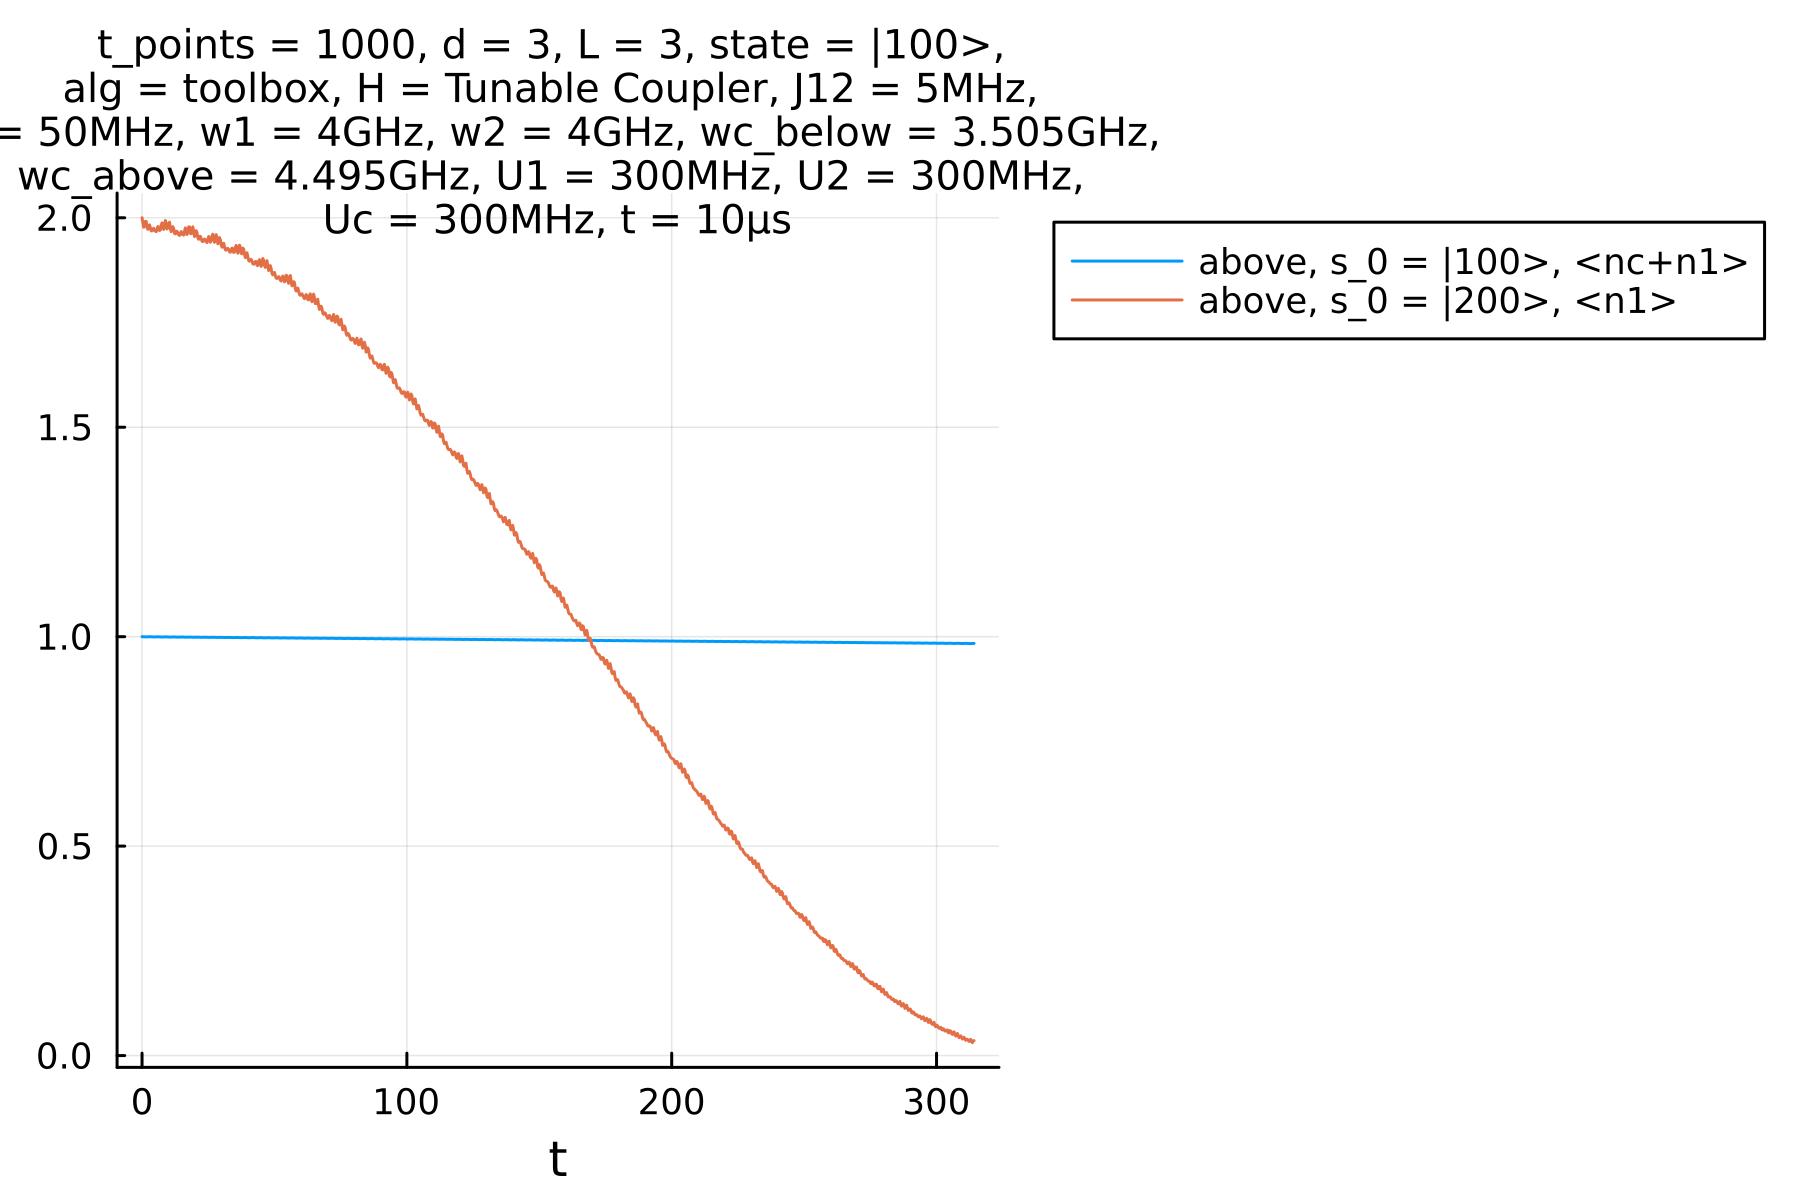 t_points = 1000, d = 3, L = 3, state = |100>,
alg = toolbox, H = Tunable Coupler, J12 = 5MHz,
= 50MHz, w1 = 4GHz, w2 = 4GHz, wc_below = 3.505GHz,
wc_above = 4.495GHz, U1 = 300MHz, U2 = 300MHz,
Uc = 300MHz, t = 10μs
above, s_0 = |100>, <nc+n1>
above, s_0 = |200>, <n1>
2.0
1.5
1.0
0.5
0.0
0 100 200 300
t